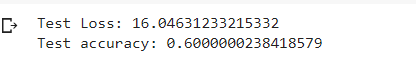 Test Loss: 16.04631233215332
Test accuracy: 0.6000000238418579